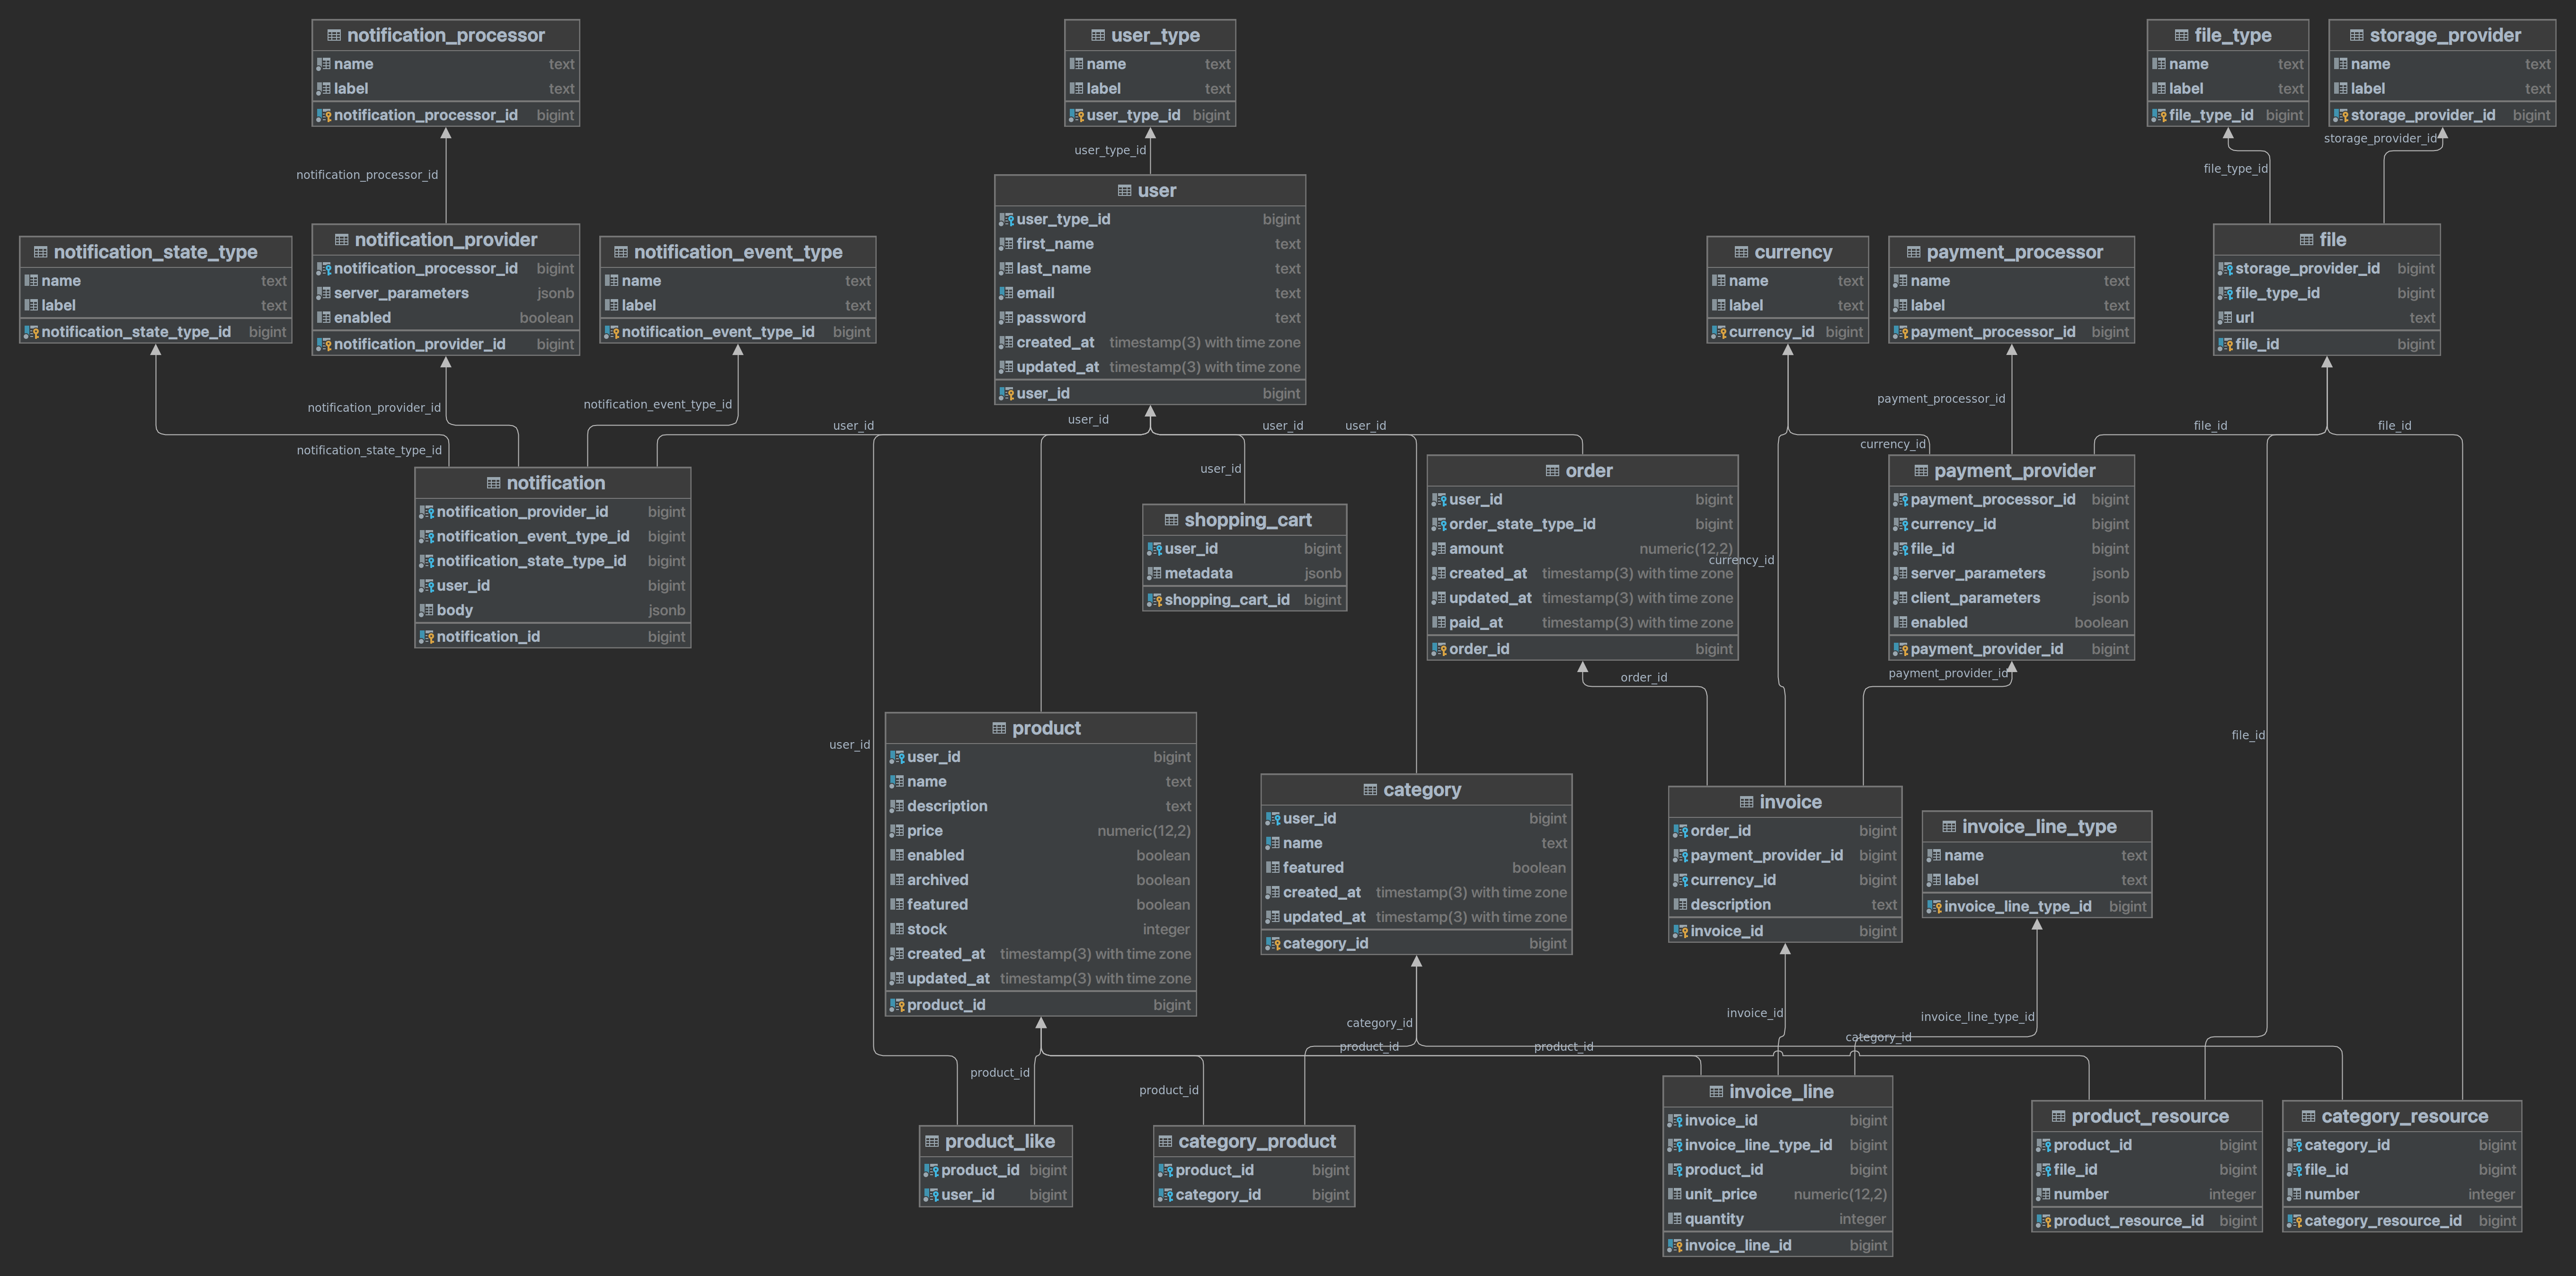 notification_processor
name text
label text
notification_processor_id bigint
user_type
name text
label text
user_type_id bigint
file_type
name text
label text
file_type_id bigint
storage_provider
name text
label text
storage_provider_id bigint
notification_processor_id
user_type_id
file_type_id
storage_provider_id
notification_state_type
name text
label text
notification_state_type_id bigint
notification_provider
notification_processor_id bigint
server_parameters jsonb
enabled boolean
notification_provider_id bigint
notification_event_type
name text
label text
notification_event_type_id bigint
user
user_type_id bigint
first_name text
last_name text
email text
password text
created_at timestamp(3) with time zone
updated_at timestamp(3) with time zone
user_id bigint
currency
name text
label text
currency_id bigint
payment_processor
name text
label text
payment_processor_id bigint
file
storage_provider_id bigint
file_type_id bigint
url text
file_id bigint
notification_state_type_id
notification_provider_id
notification_event_type_id
user_id
user_id
user_id
user_id
user_id
currency_id
payment_processor_id
file_id
file_id
notification
notification_provider_id bigint
notification_event_type_id bigint
notification_state_type_id bigint
user_id bigint
body jsonb
notification_id bigint
shopping_cart
user_id bigint
metadata jsonb
shopping_cart_id bigint
order
user_id bigint
order_state_type_id bigint
amount numeric(12,2)
created_at timestamp(3) with time zone
updated_at timestamp(3) with time zone
paid_at timestamp(3) with time zone
order_id bigint
currency_id
payment_provider
payment_processor_id bigint
currency_id bigint
file_id bigint
server_parameters jsonb
client_parameters jsonb
enabled boolean
payment_provider_id bigint
order_id
payment_provider_id
user_id
file_id
product
user_id bigint
name text
description text
price numeric(12,2)
enabled boolean
archived boolean
featured boolean
stock integer
created_at timestamp(3) with time zone
updated_at timestamp(3) with time zone
product_id bigint
category
user_id bigint
name text
featured boolean
created_at timestamp(3) with time zone
updated_at timestamp(3) with time zone
category_id bigint
invoice
order_id bigint
payment_provider_id bigint
currency_id bigint
description text
invoice_id bigint
invoice_line_type
name text
label text
invoice_line_type_id bigint
category_id
invoice_id
invoice_line_type_id
product_id
product_id
category_id
product_id
product_id
product_like
product_id bigint
user_id bigint
category_product
product_id bigint
category_id bigint
invoice_line
invoice_id bigint
invoice_line_type_id bigint
product_id bigint
unit_price numeric(12,2)
quantity integer
invoice_line_id bigint
product_resource
product_id bigint
file_id bigint
number integer
product_resource_id bigint
category_resource
category_id bigint
file_id bigint
number integer
category_resource_id bigint